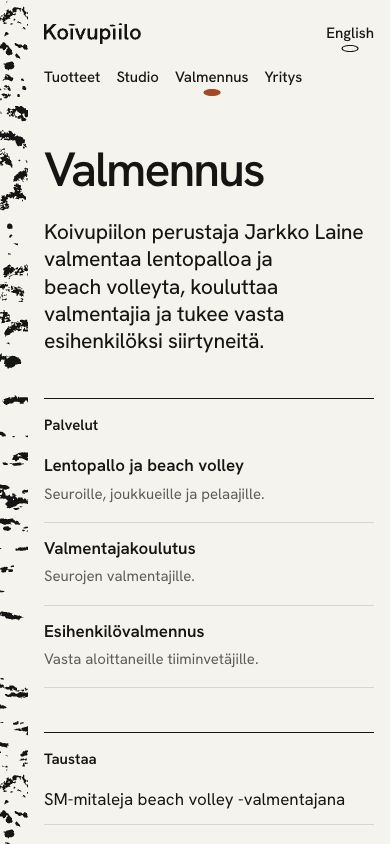 Koivupiilo
English
Tuotteet Studio Valmennus Yritys
Valmennus
Koivupiilon perustaja Jarkko Laine
valmentaa lentopalloa ja
beach volleyta, kouluttaa
valmentajia ja tukee vasta
esihenkilöksi siirtyneitä.
Palvelut
Lentopallo ja beach volley
Seuroille, joukkueille ja pelaajille.
Valmentajakoulutus
Seurojen valmentajille.
Esihenkilövalmennus
Vasta aloittaneille tiiminvetäjille.
Taustaa
SM-mitaleja beach volley -valmentajana